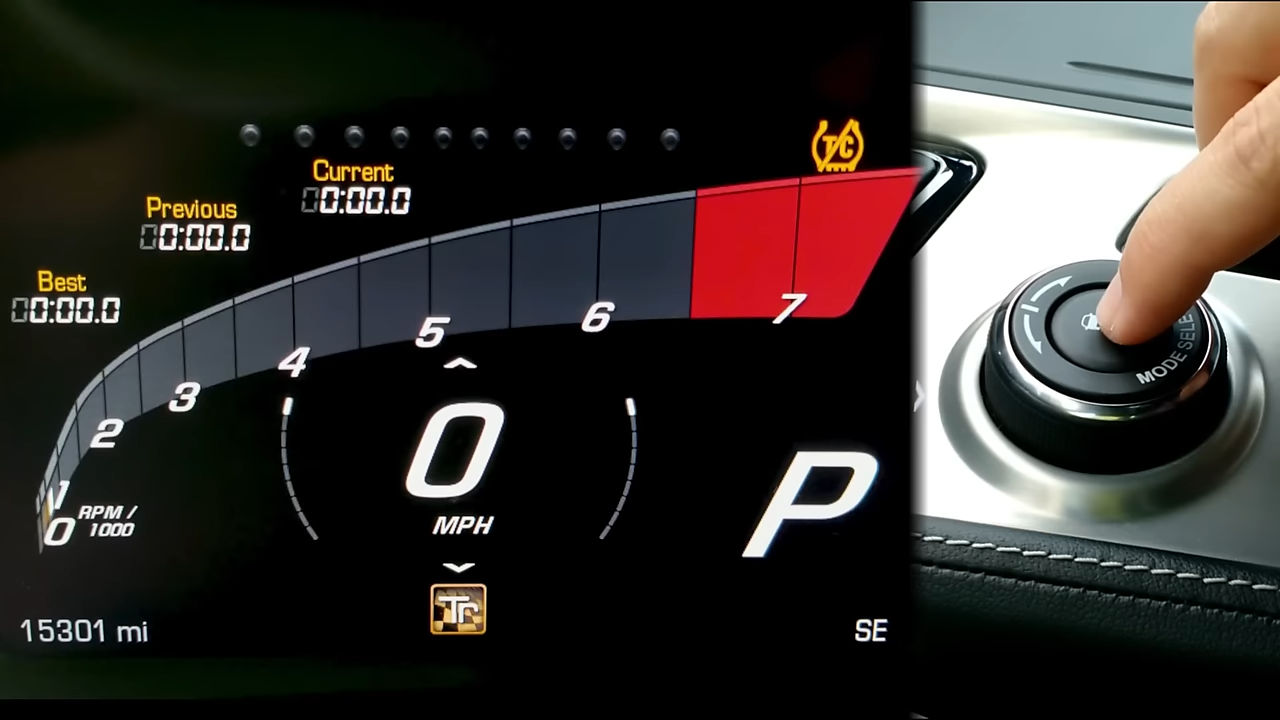 T/C
Current
00:00.0
Previous
00:00.0
Best
00:00.0
7
6
5
4
3
2
1
0
RPM /
1000
0
MPH
P
Tr
15301 mi
SE
MODE SELE